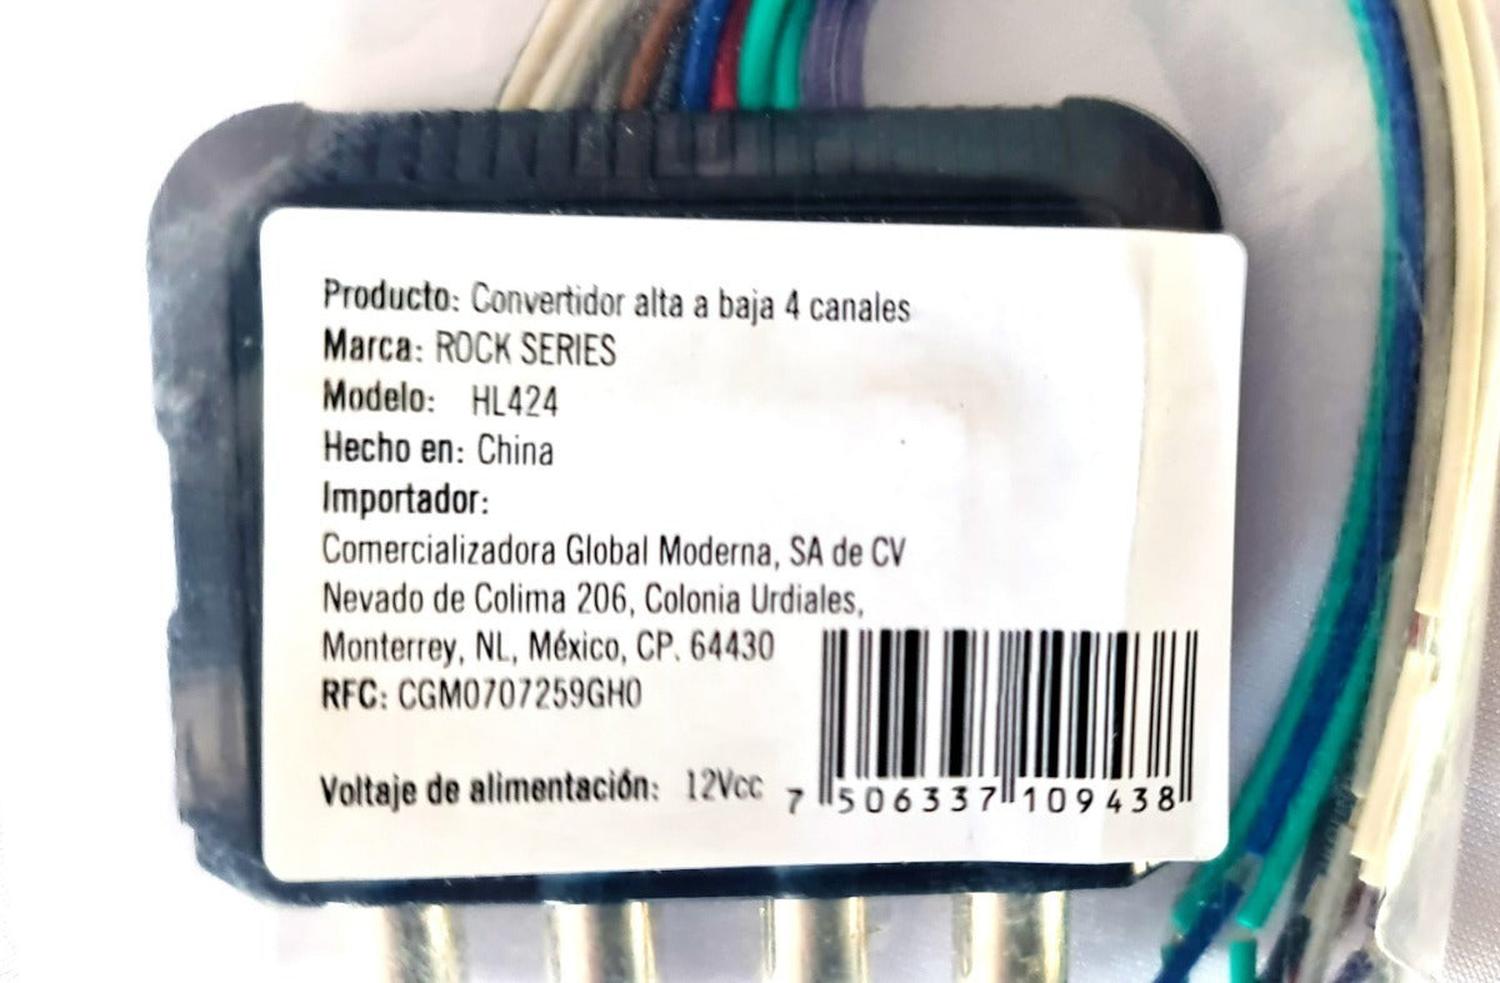 Producto: Convertidor alta a baja 4 canales
Marca: ROCK SERIES
Modelo: HL424
Hecho en: China
Importador:
Comercializadora Global Moderna, SA de CV
Nevado de Colima 206, Colonia Urdiales,
Monterrey, NL, México, CP. 64430
RFC: CGM0707259GH0
Voltaje de alimentación: 12Vcc
7 506337 109438